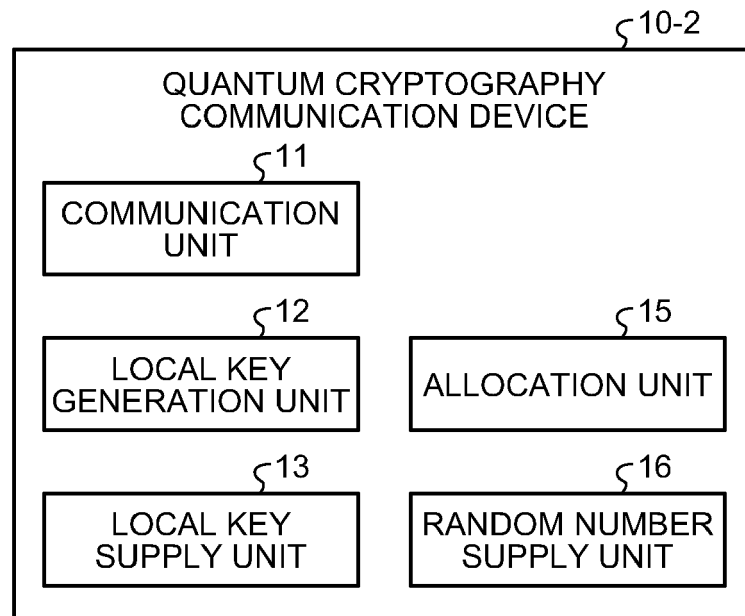 10-2
QUANTUM CRYPTOGRAPHY
COMMUNICATION DEVICE
11
COMMUNICATION
UNIT
12
LOCAL KEY
GENERATION UNIT
15
ALLOCATION UNIT
13
LOCAL KEY
SUPPLY UNIT
16
RANDOM NUMBER
SUPPLY UNIT